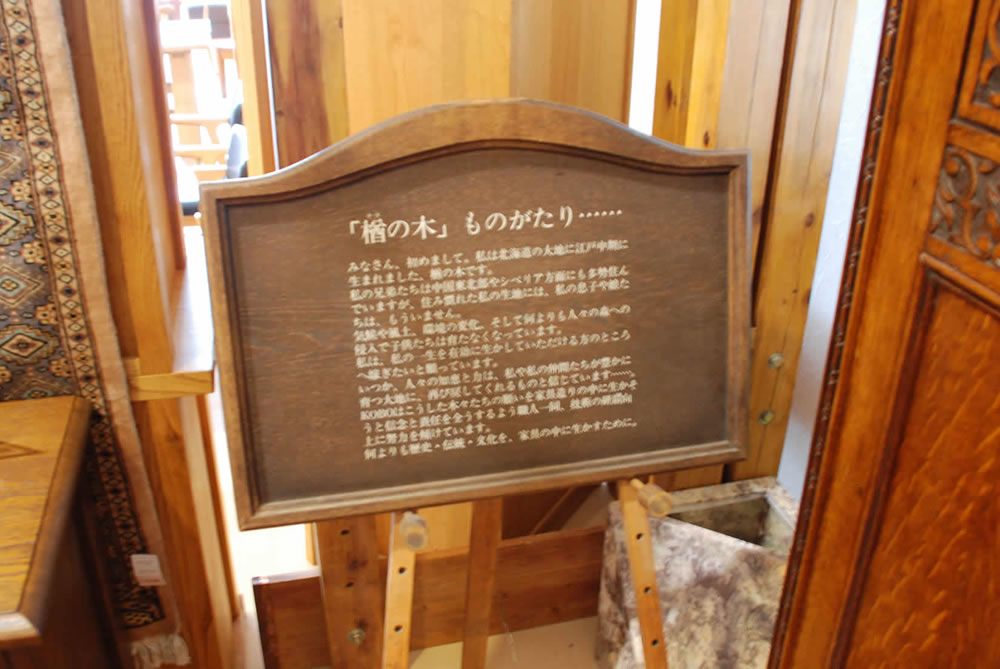 「楢の木」ものがたり……
みなさん、初めまして。私は北海道の大地に江戸中期に
生まれました、楢の木です。
私の兄弟たちは中国東北部やシベリア方面にも多勢住ん
でいますが、住み慣れた私の生地には、私の息子や娘た
ちは、もういません。
気候や風土、環境の変化、そして何よりも人々の森への
侵入で子供たちは育たなくなっています。
私は、私の一生を有意に生かしていただける方のところ
へ嫁ぎたいと願っています。
いつか、人々の知恵と力は、私や私の仲間たちが豊かに
育つ大地に、再び戻してくれるものと信じています……。
KOBOはこうした木々たちの願いを家具造りの中に生かそ
うと信念と責任を全うするよう職人一同、技術の研鑽向
上に努力を傾けています。
何よりも歴史・伝統・文化を、家具の中に生かすために。